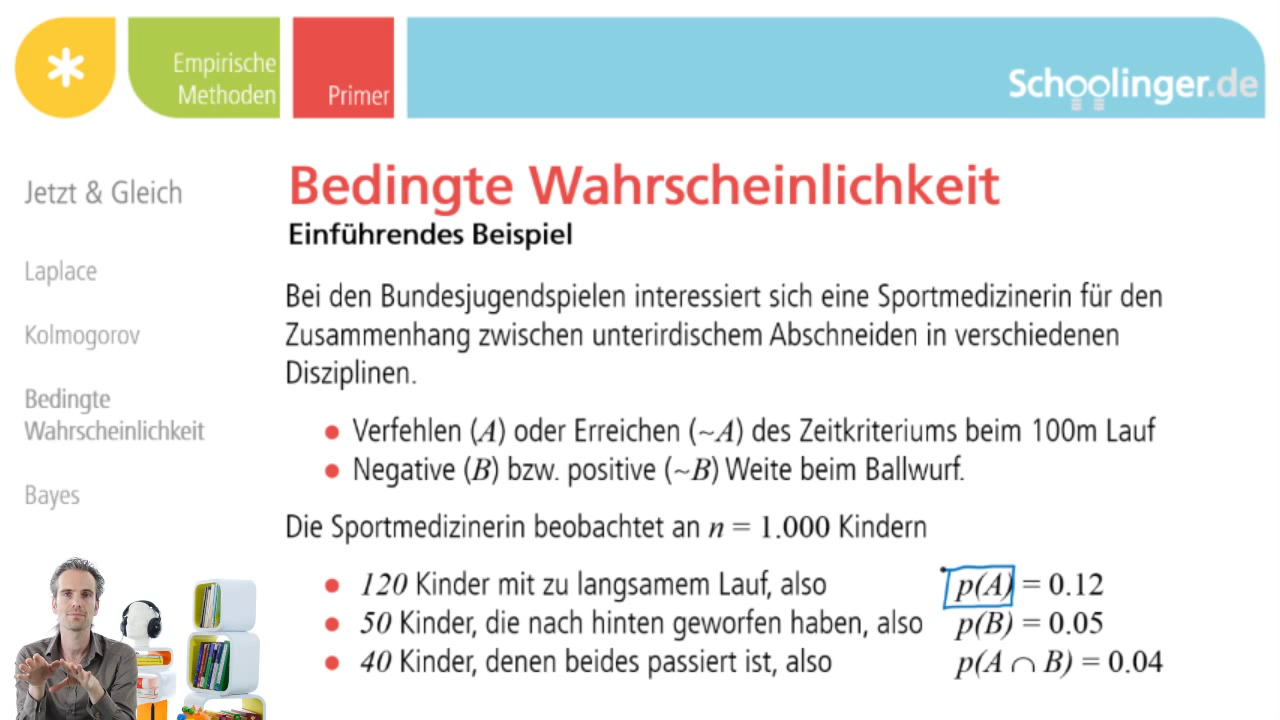 Empirische
Methoden
Primer
Schoolinger.de
Jetzt & Gleich
Laplace
Kolmogorov
Bedingte
Wahrscheinlichkeit
Bayes
Bedingte Wahrscheinlichkeit
Einführendes Beispiel
Bei den Bundesjugendspielen interessiert sich eine Sportmedizinerin für den
Zusammenhang zwischen unterirdischem Abschneiden in verschiedenen
Disziplinen.
• Verfehlen (A) oder Erreichen (~A) des Zeitkriteriums beim 100m Lauf
• Negative (B) bzw. positive (~B) Weite beim Ballwurf.
Die Sportmedizinerin beobachtet an n = 1.000 Kindern
• 120 Kinder mit zu langsamem Lauf, also p(A) = 0.12
• 50 Kinder, die nach hinten geworfen haben, also p(B) = 0.05
• 40 Kinder, denen beides passiert ist, also p(A ∩ B) = 0.04